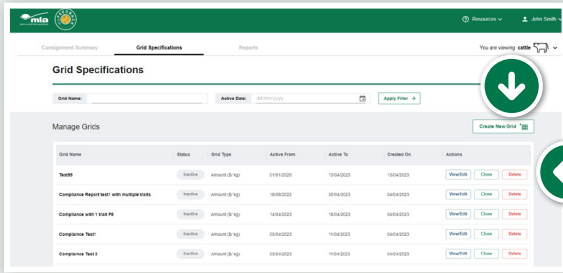 mla
Resources
John Smith
Consignment Summary
Grid Specifications
Reports
You are viewing cattle
Grid Specifications
Grid Name:
Active Date: dd/mm/yyyy
Apply Filter →
Manage Grids
Create New Grid
Grid Name Status Grid Type Active From Active To Created On Actions
Test99 Inactive Amount ($/kg) 01/01/2020 13/04/2023 13/04/2023 View/Edit Clone Delete
Compliance Report test1 with multiple traits Inactive Amount ($/kg) 18/08/2022 30/04/2023 04/04/2023 View/Edit Clone Delete
Compliance with 1 trait P8 Inactive Amount ($/kg) 14/04/2023 18/04/2023 04/04/2023 View/Edit Clone Delete
Compliance Test1 Inactive Amount ($/kg) 03/04/2023 11/04/2023 04/04/2023 View/Edit Clone Delete
Compliance Test 3 Inactive Amount ($/kg) 03/04/2023 11/04/2023 04/04/2023 View/Edit Clone Delete